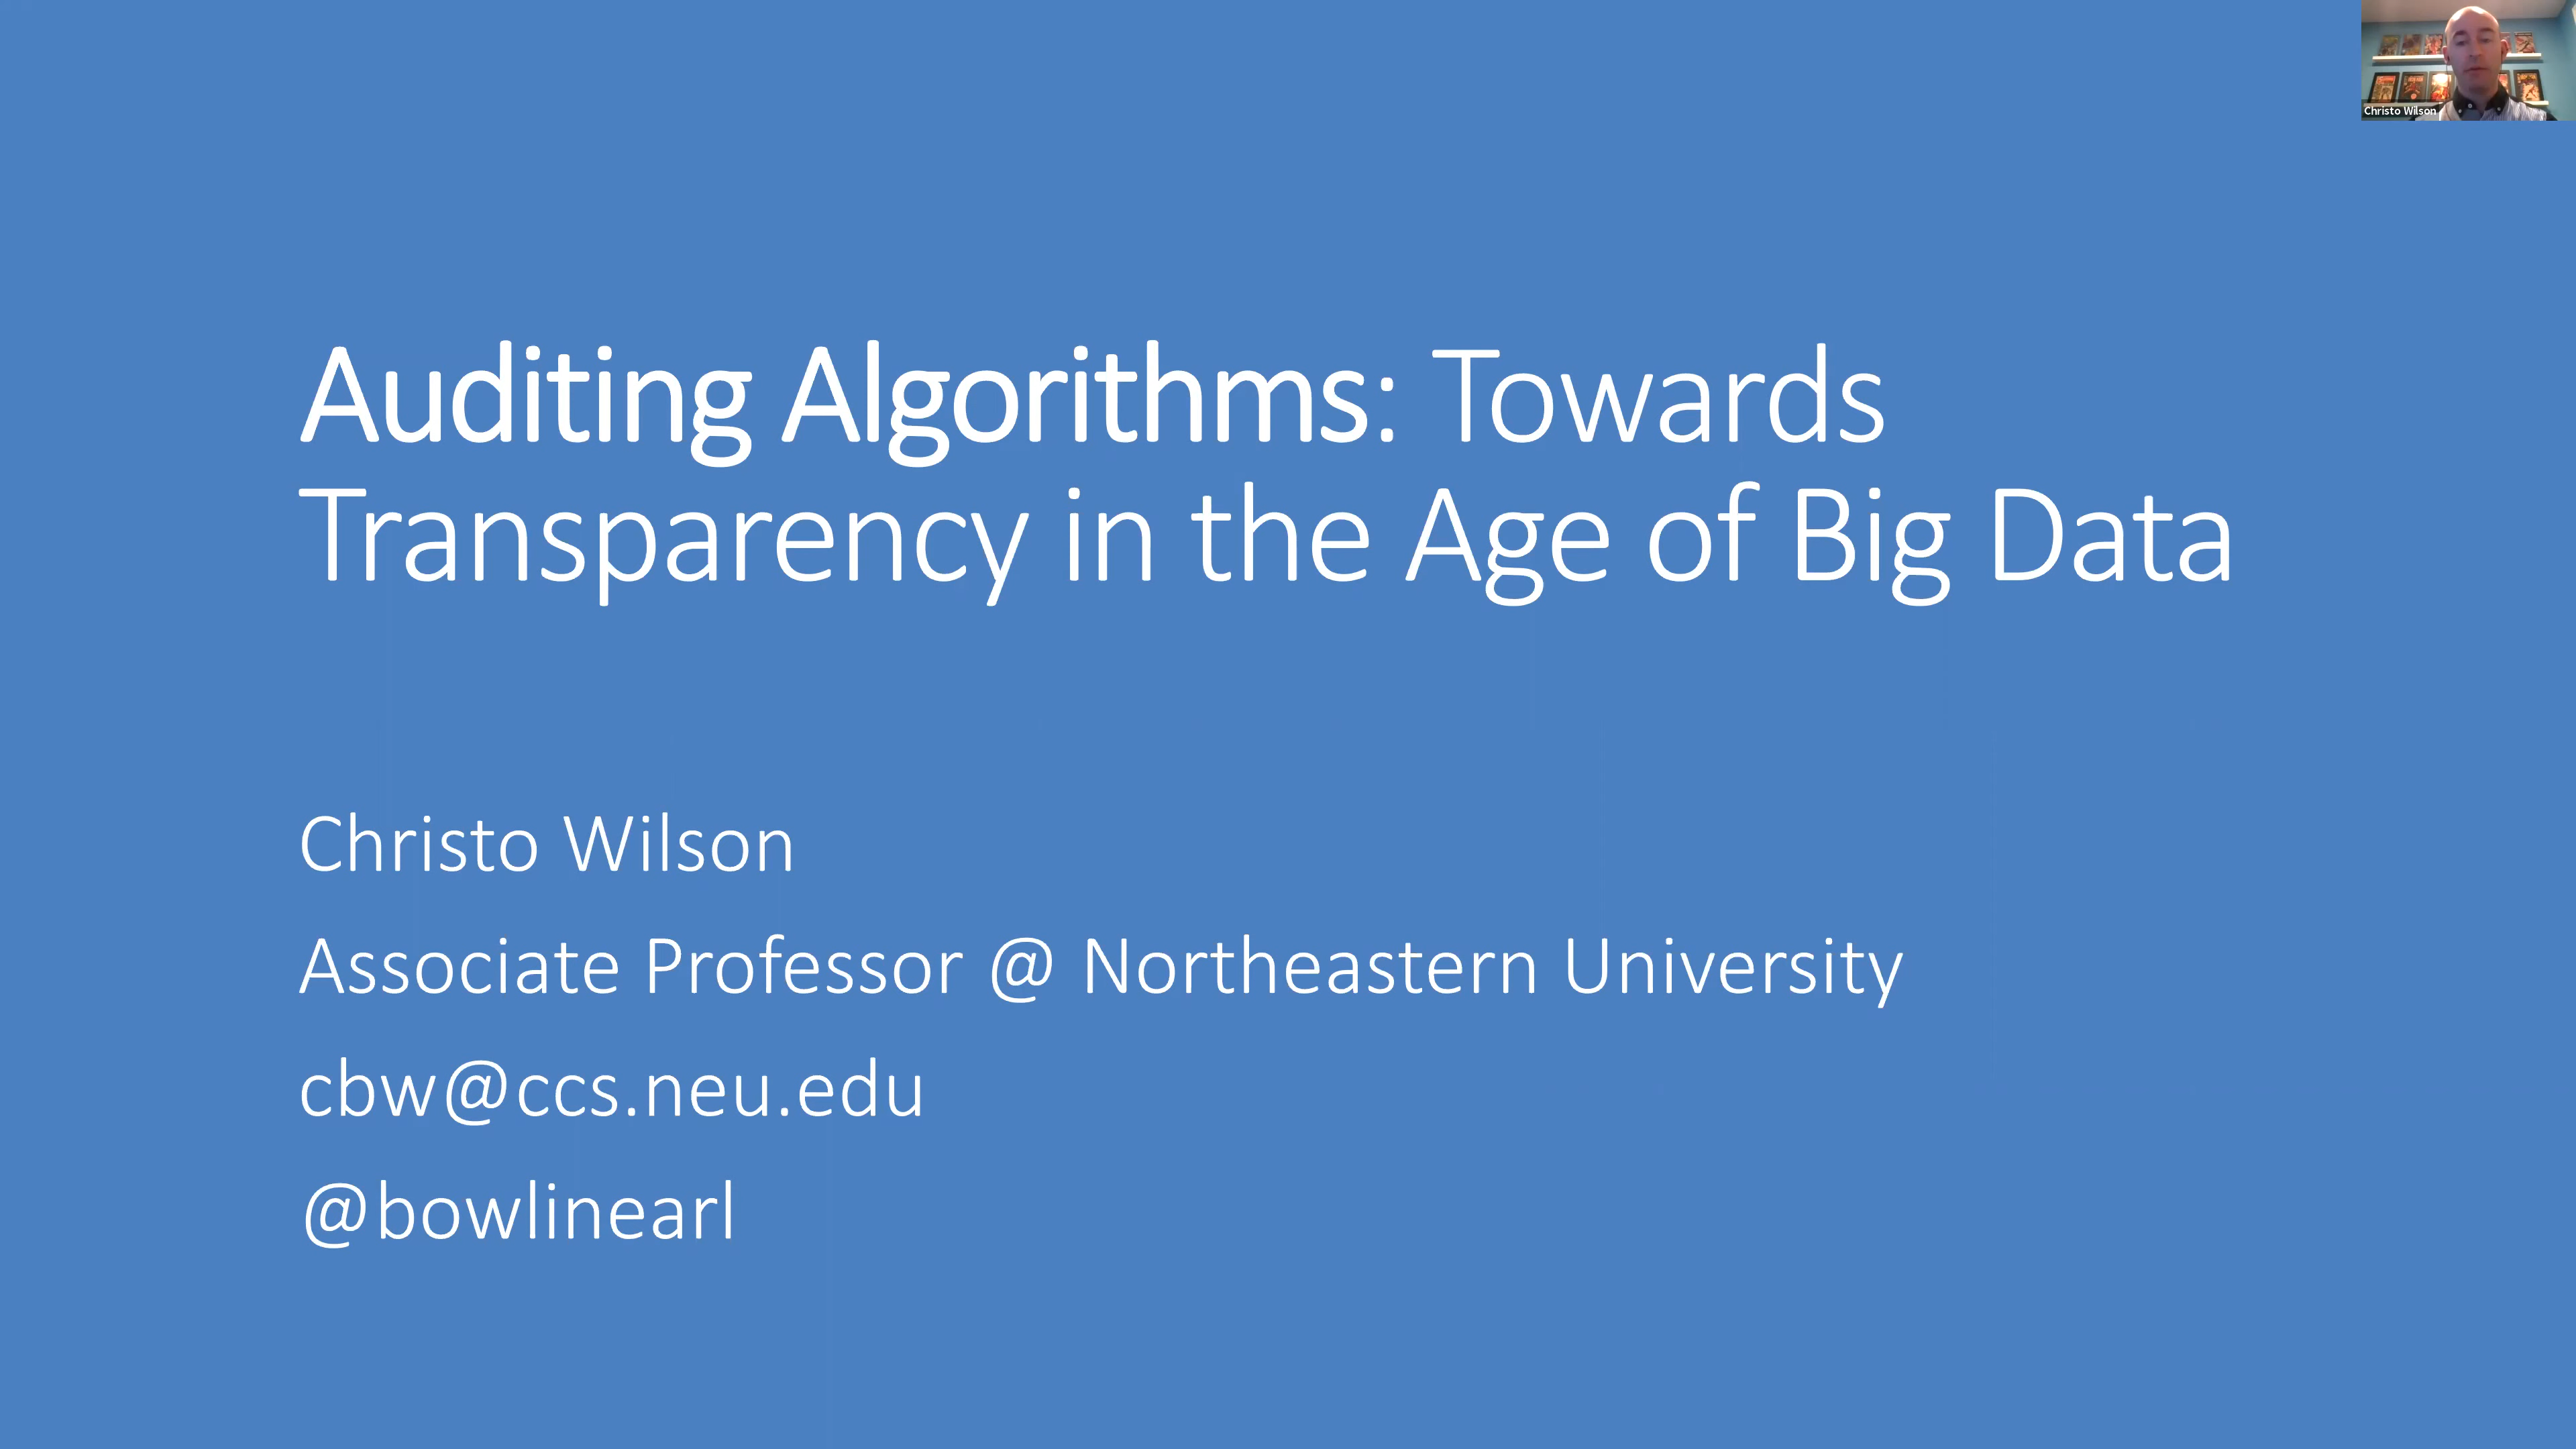 Christo Wilson
Auditing Algorithms: Towards
Transparency in the Age of Big Data
Christo Wilson
Associate Professor @ Northeastern University
cbw@ccs.neu.edu
@bowlinearl